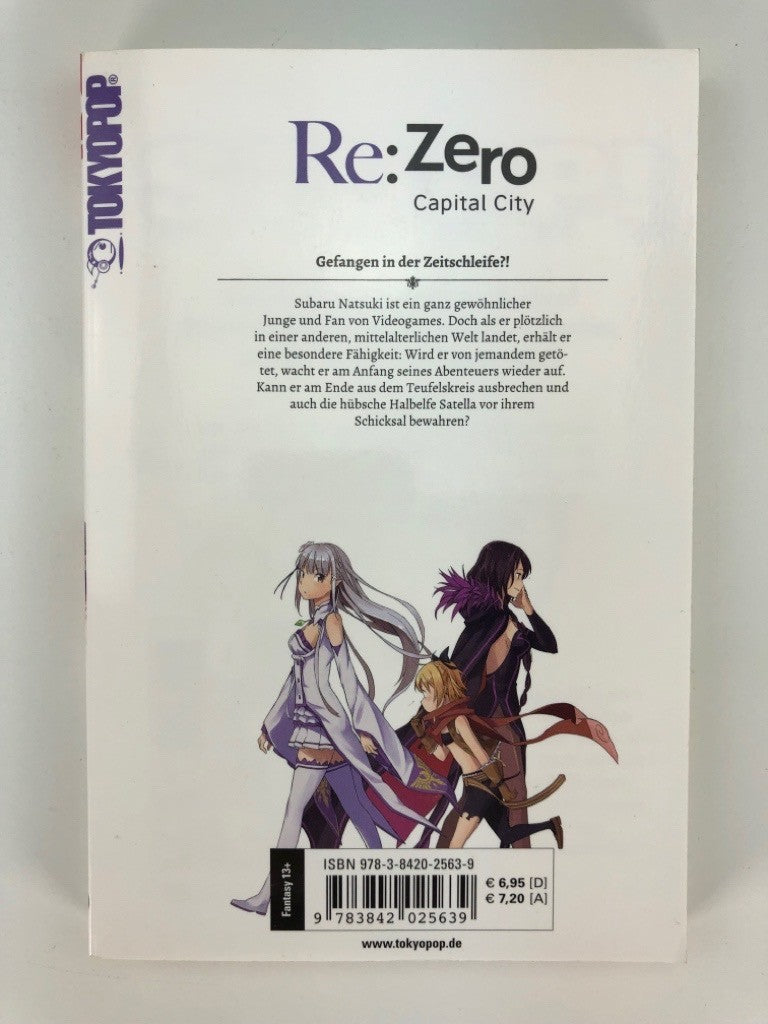 TOKYOPOP®
Re:Zero
Capital City
Gefangen in der Zeitschleife?!
Subaru Natsuki ist ein ganz gewöhnlicher
Junge und Fan von Videogames. Doch als er plötzlich
in einer anderen, mittelalterlichen Welt landet, erhält er
eine besondere Fähigkeit: Wird er von jemandem getö-
tet, wacht er am Anfang seines Abenteuers wieder auf.
Kann er am Ende aus dem Teufelskreis ausbrechen und
auch die hübsche Halbelfe Satella vor ihrem
Schicksal bewahren?
Fantasy 13+
ISBN 978-3-8420-2563-9
€ 6,95 [D]
€ 7,20 [A]
9 783842 025639
www.tokyopop.de